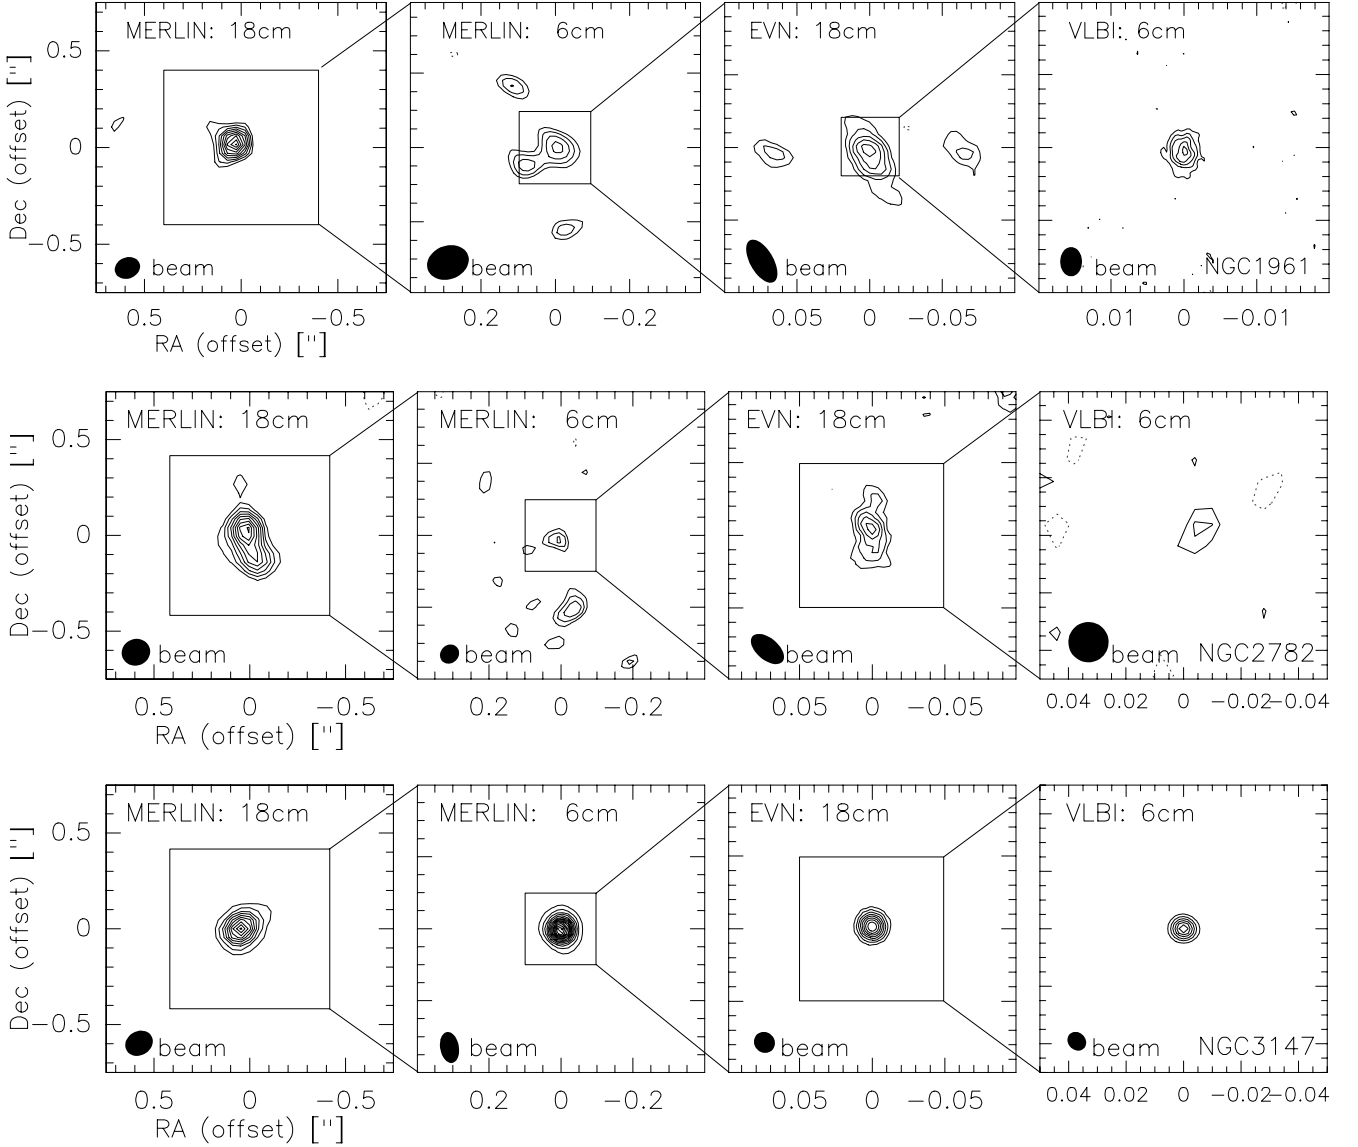 MERLIN: 18cm MERLIN: 6cm EVN: 18cm VLBI: 6cm
0.5
0
−0.5
Dec (offset) ["]
beam beam beam beam NGC1961
0.5 0 −0.5 0.2 0 −0.2 0.05 0 −0.05 0.01 0 −0.01
RA (offset) ["]
MERLIN: 18cm MERLIN: 6cm EVN: 18cm VLBI: 6cm
0.5
0
−0.5
Dec (offset) ["]
beam beam beam beam NGC2782
0.5 0 −0.5 0.2 0 −0.2 0.05 0 −0.05 0.04 0.02 0 −0.02 −0.04
RA (offset) ["]
MERLIN: 18cm MERLIN: 6cm EVN: 18cm VLBI: 6cm
0.5
0
−0.5
Dec (offset) ["]
beam beam beam beam NGC3147
0.5 0 −0.5 0.2 0 −0.2 0.05 0 −0.05 0.04 0.02 0 −0.02 −0.04
RA (offset) ["]